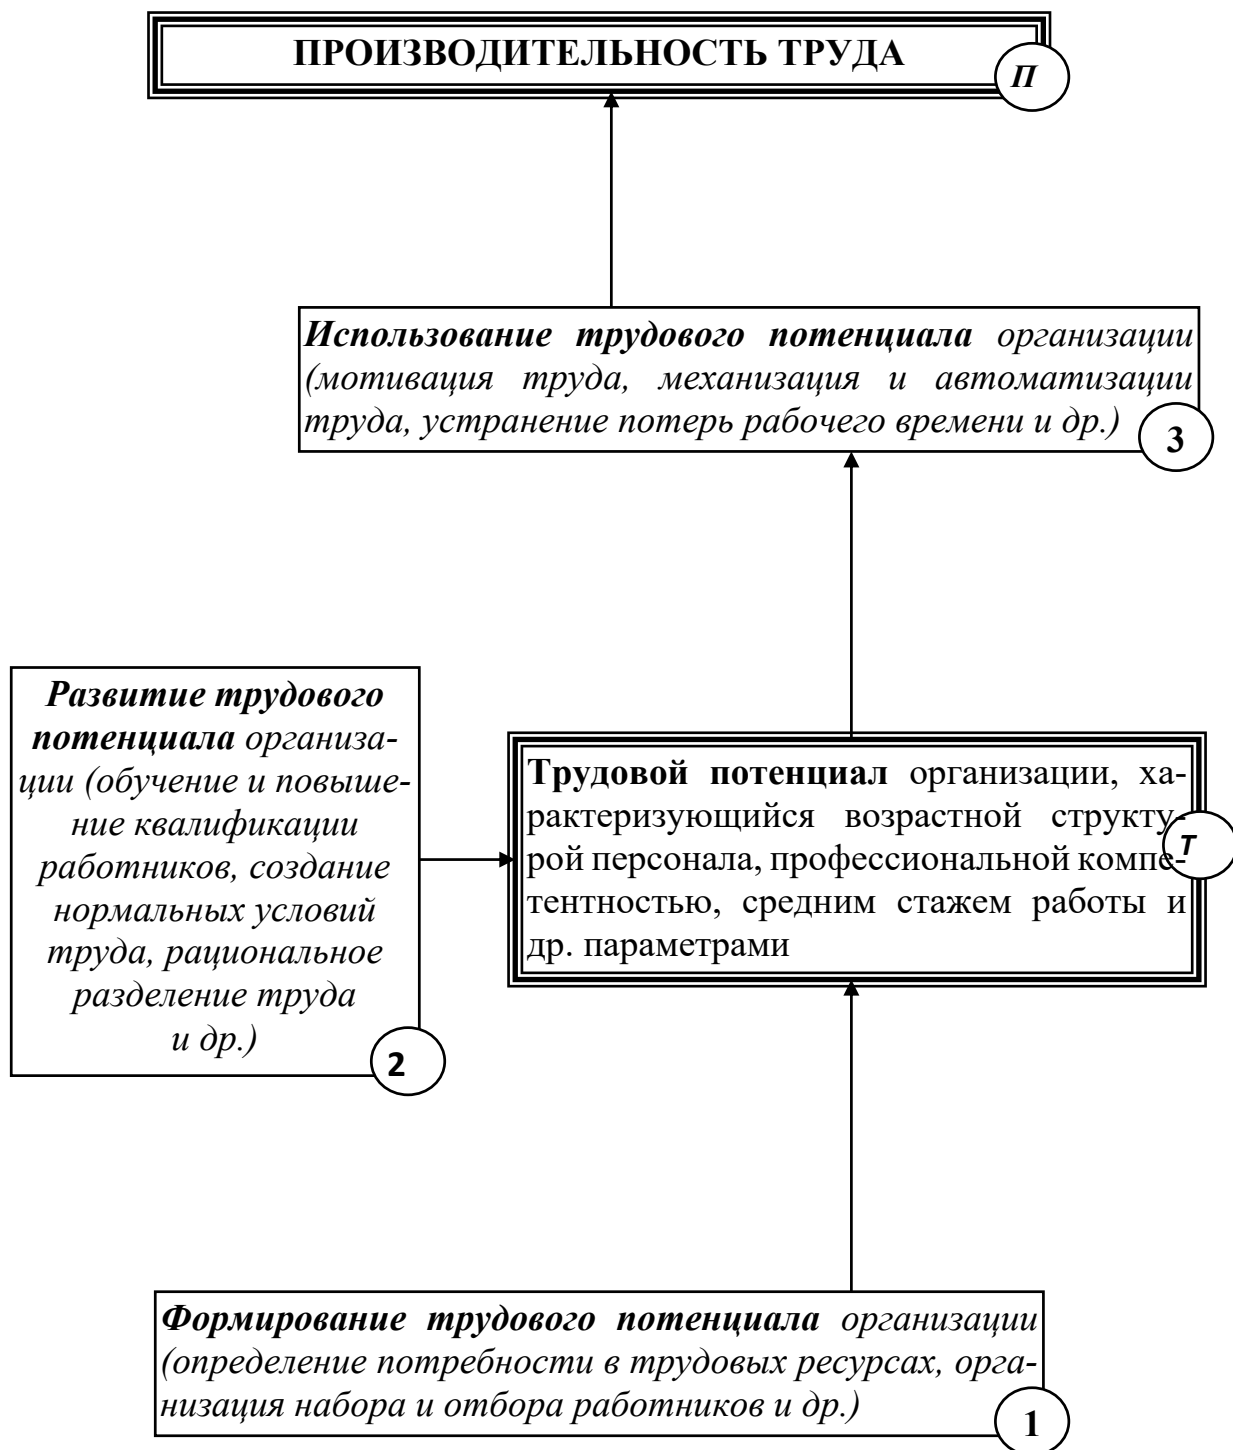 ПРОИЗВОДИТЕЛЬНОСТЬ ТРУДА
П
Использование трудового потенциала организации
(мотивация труда, механизация и автоматизации
труда, устранение потерь рабочего времени и др.)
3
Развитие трудового
потенциала организа-
ции (обучение и повыше-
ние квалификации
работников, создание
нормальных условий
труда, рациональное
разделение труда
и др.)
2
Трудовой потенциал организации, ха-
рактеризующийся возрастной структу-
рой персонала, профессиональной компе-
тентностью, средним стажем работы и
др. параметрами
Т
Формирование трудового потенциала организации
(определение потребности в трудовых ресурсах, орга-
низация набора и отбора работников и др.)
1